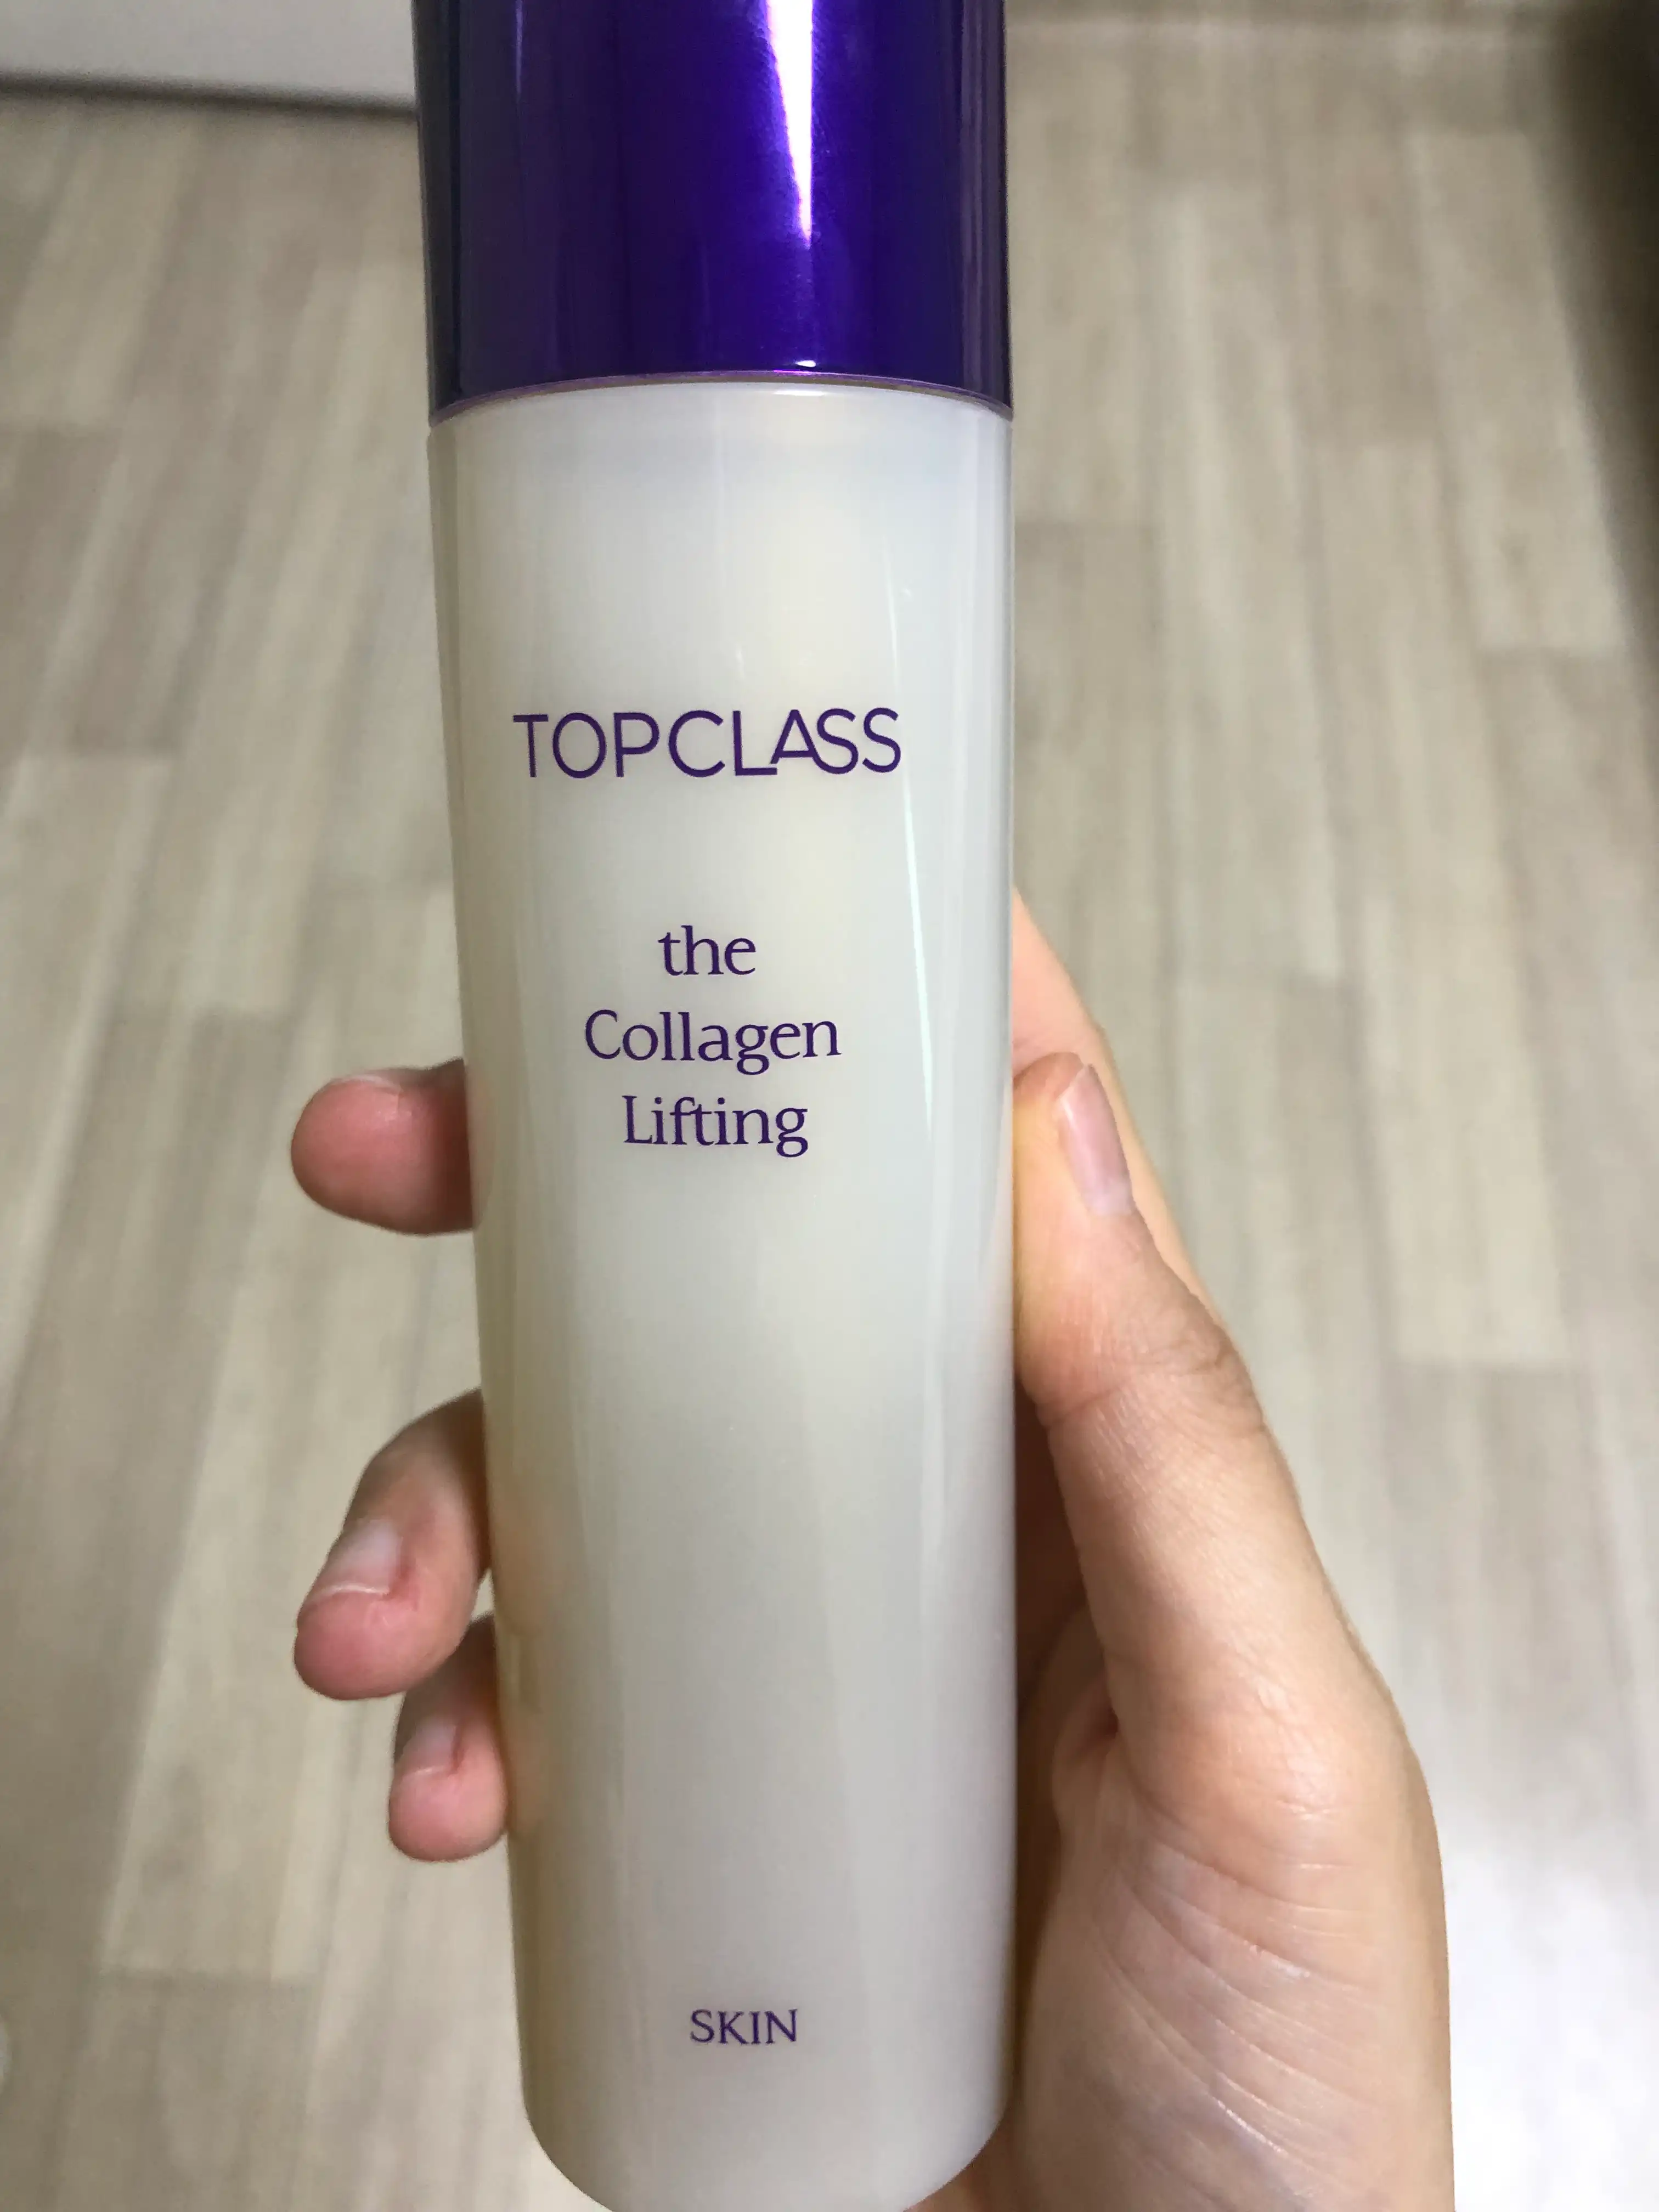 TOPCLASS
the
Collagen
Lifting
SKIN